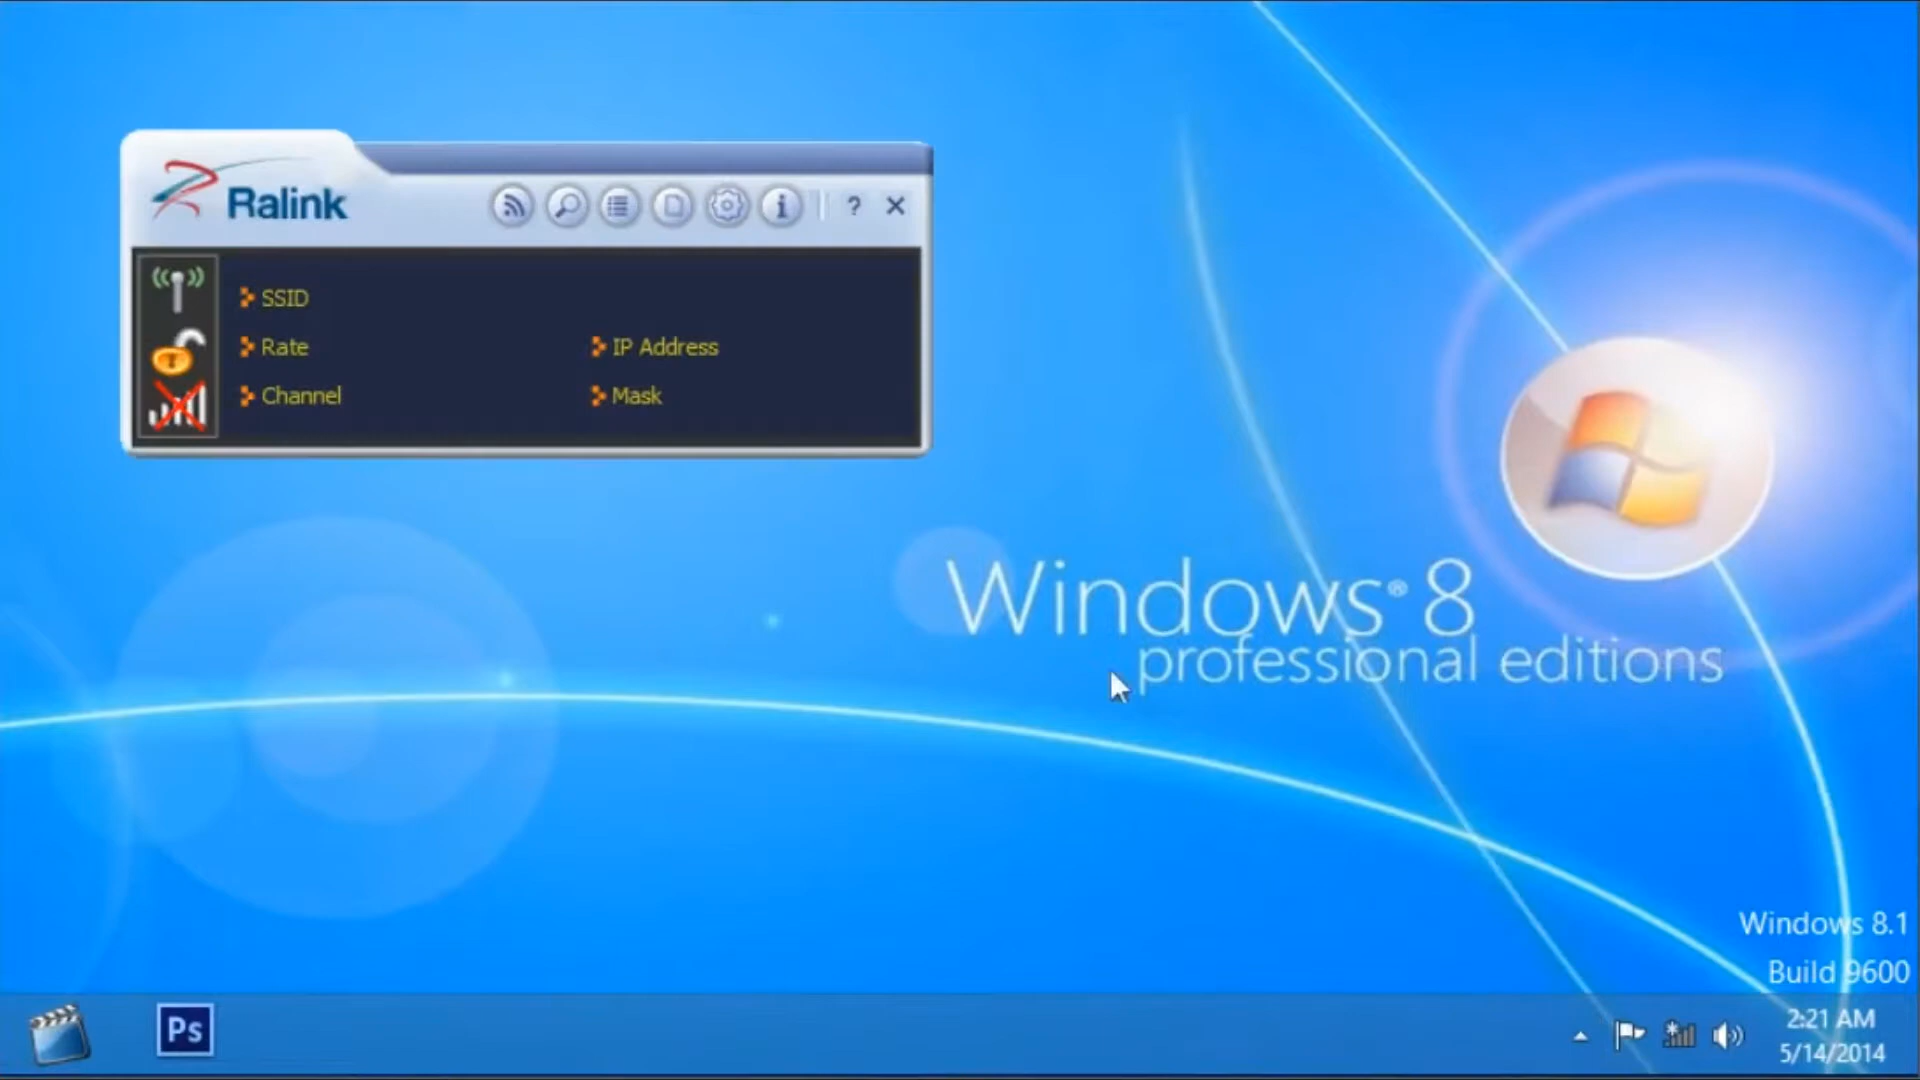 Ralink
? ✕
SSID
Rate
IP Address
Channel
Mask
Windows® 8
professional editions
Windows 8.1
Build 9600
Ps
2:21 AM
5/14/2014